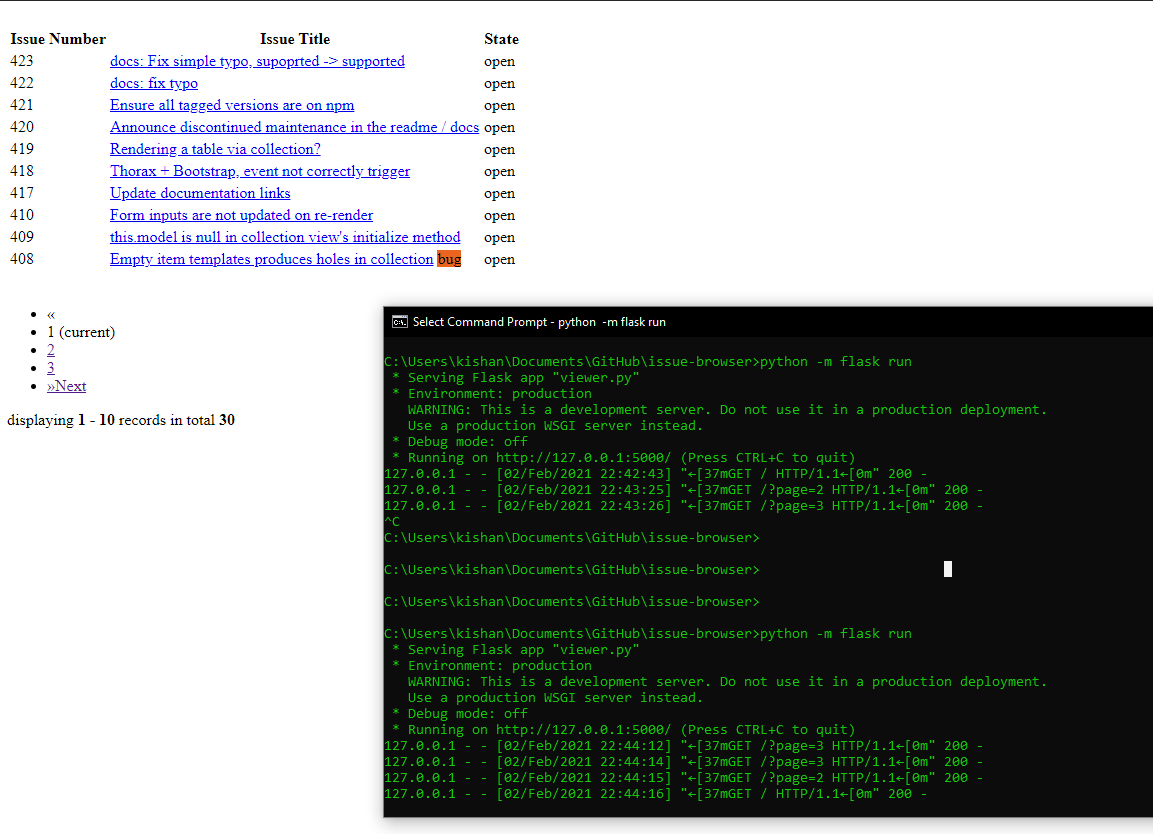 Issue Number Issue Title State
423 docs: Fix simple typo, supoprted -> supported open
422 docs: fix typo open
421 Ensure all tagged versions are on npm open
420 Announce discontinued maintenance in the readme / docs open
419 Rendering a table via collection? open
418 Thorax + Bootstrap, event not correctly trigger open
417 Update documentation links open
410 Form inputs are not updated on re-render open
409 this.model is null in collection view's initialize method open
408 Empty item templates produces holes in collection bug open
• «
• 1 (current)
• 2
• 3
• »Next
displaying 1 - 10 records in total 30
Select Command Prompt - python  -m flask run
C:\Users\kishan\Documents\GitHub\issue-browser>python -m flask run
 * Serving Flask app "viewer.py"
 * Environment: production
   WARNING: This is a development server. Do not use it in a production deployment.
   Use a production WSGI server instead.
 * Debug mode: off
 * Running on http://127.0.0.1:5000/ (Press CTRL+C to quit)
127.0.0.1 - - [02/Feb/2021 22:42:43] "←[37mGET / HTTP/1.1←[0m" 200 -
127.0.0.1 - - [02/Feb/2021 22:43:25] "←[37mGET /?page=2 HTTP/1.1←[0m" 200 -
127.0.0.1 - - [02/Feb/2021 22:43:26] "←[37mGET /?page=3 HTTP/1.1←[0m" 200 -
^C
C:\Users\kishan\Documents\GitHub\issue-browser>
C:\Users\kishan\Documents\GitHub\issue-browser>
C:\Users\kishan\Documents\GitHub\issue-browser>
C:\Users\kishan\Documents\GitHub\issue-browser>python -m flask run
 * Serving Flask app "viewer.py"
 * Environment: production
   WARNING: This is a development server. Do not use it in a production deployment.
   Use a production WSGI server instead.
 * Debug mode: off
 * Running on http://127.0.0.1:5000/ (Press CTRL+C to quit)
127.0.0.1 - - [02/Feb/2021 22:44:12] "←[37mGET /?page=3 HTTP/1.1←[0m" 200 -
127.0.0.1 - - [02/Feb/2021 22:44:14] "←[37mGET /?page=3 HTTP/1.1←[0m" 200 -
127.0.0.1 - - [02/Feb/2021 22:44:15] "←[37mGET /?page=2 HTTP/1.1←[0m" 200 -
127.0.0.1 - - [02/Feb/2021 22:44:16] "←[37mGET / HTTP/1.1←[0m" 200 -